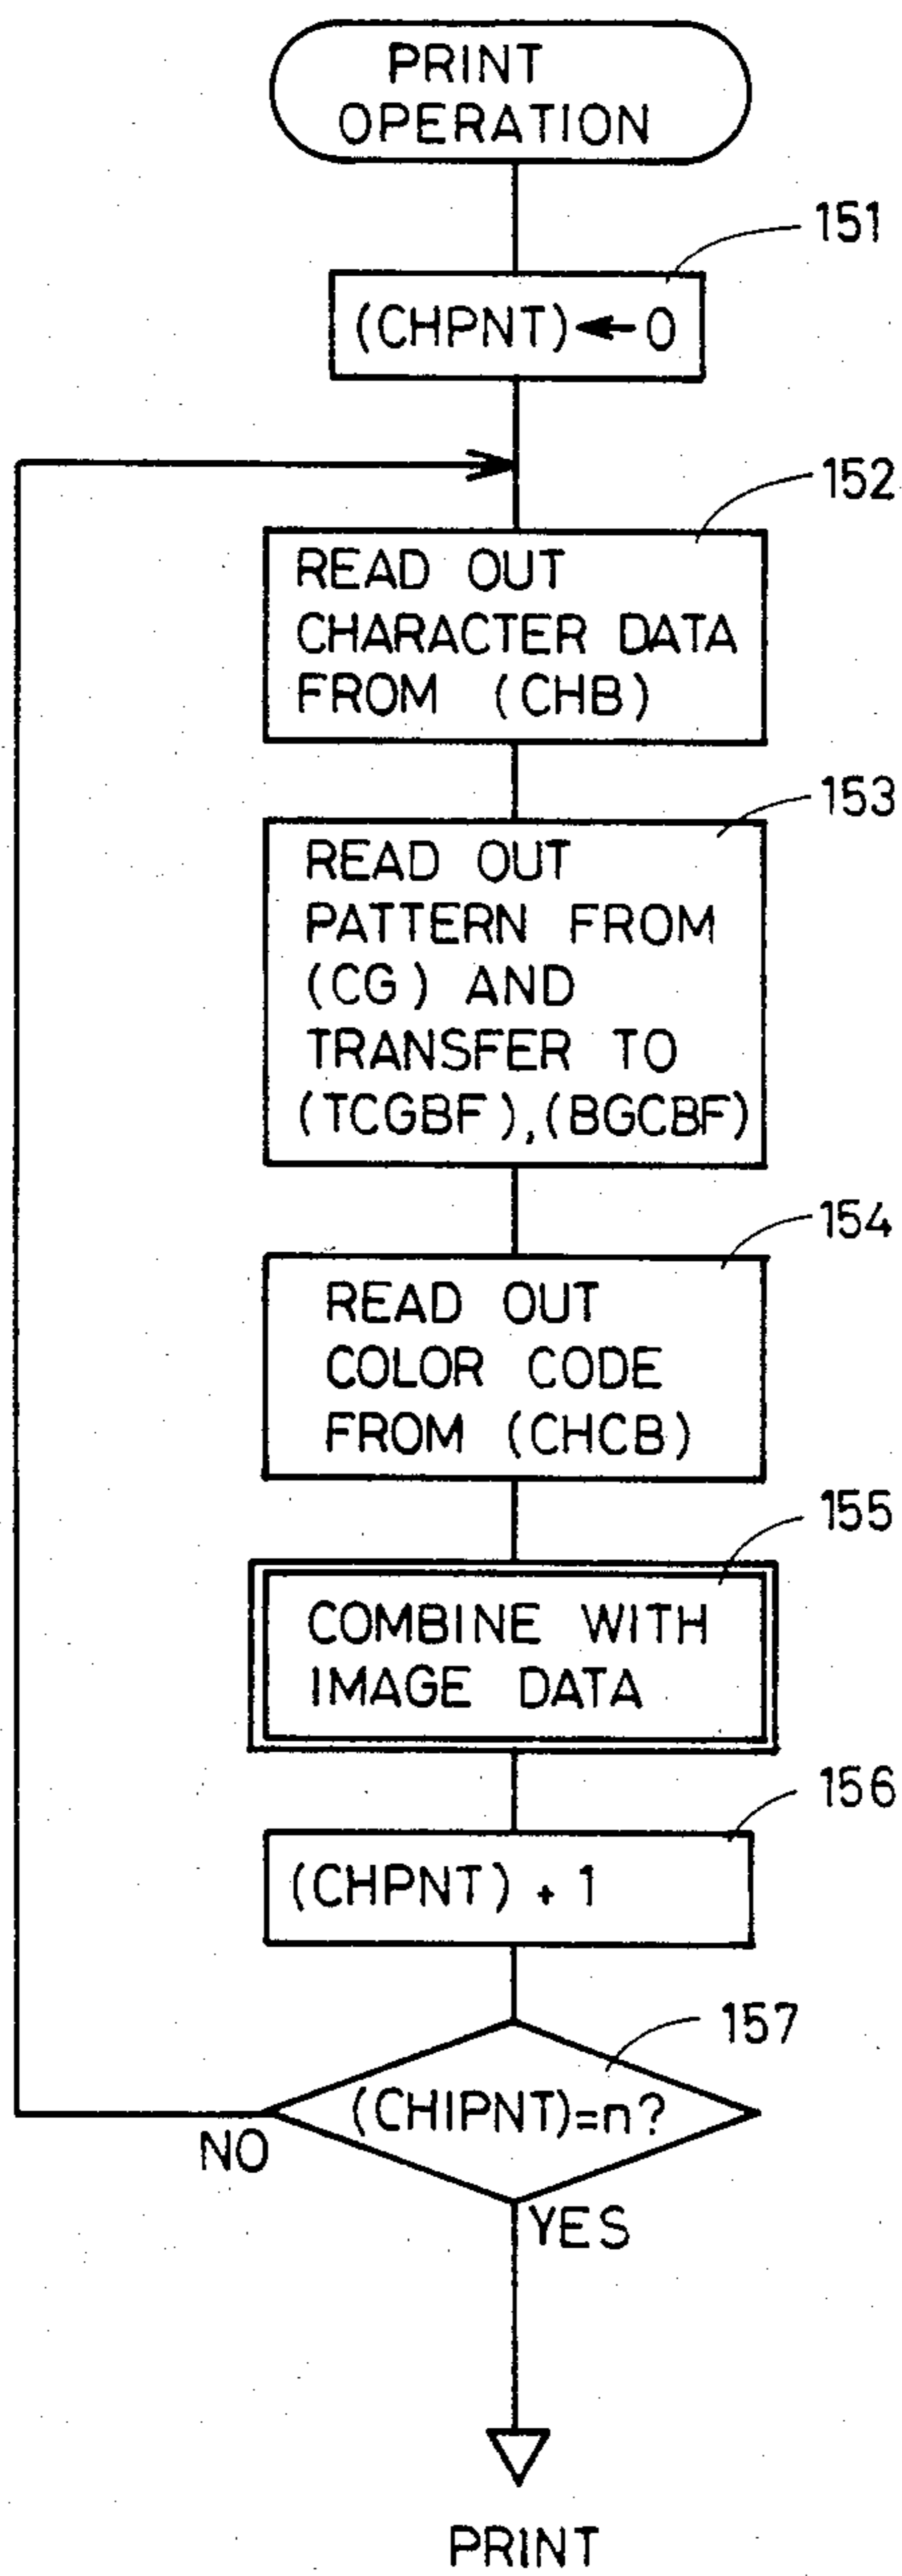 PRINT
OPERATION
151
(CHPNT)←0
152
READ OUT
CHARACTER DATA
FROM (CHB)
153
READ OUT
PATTERN FROM
(CG) AND
TRANSFER TO
(TCGBF),(BGCBF)
154
READ OUT
COLOR CODE
FROM (CHCB)
155
COMBINE WITH
IMAGE DATA
156
(CHPNT) + 1
157
(CHIPNT)=n?
NO
YES
PRINT